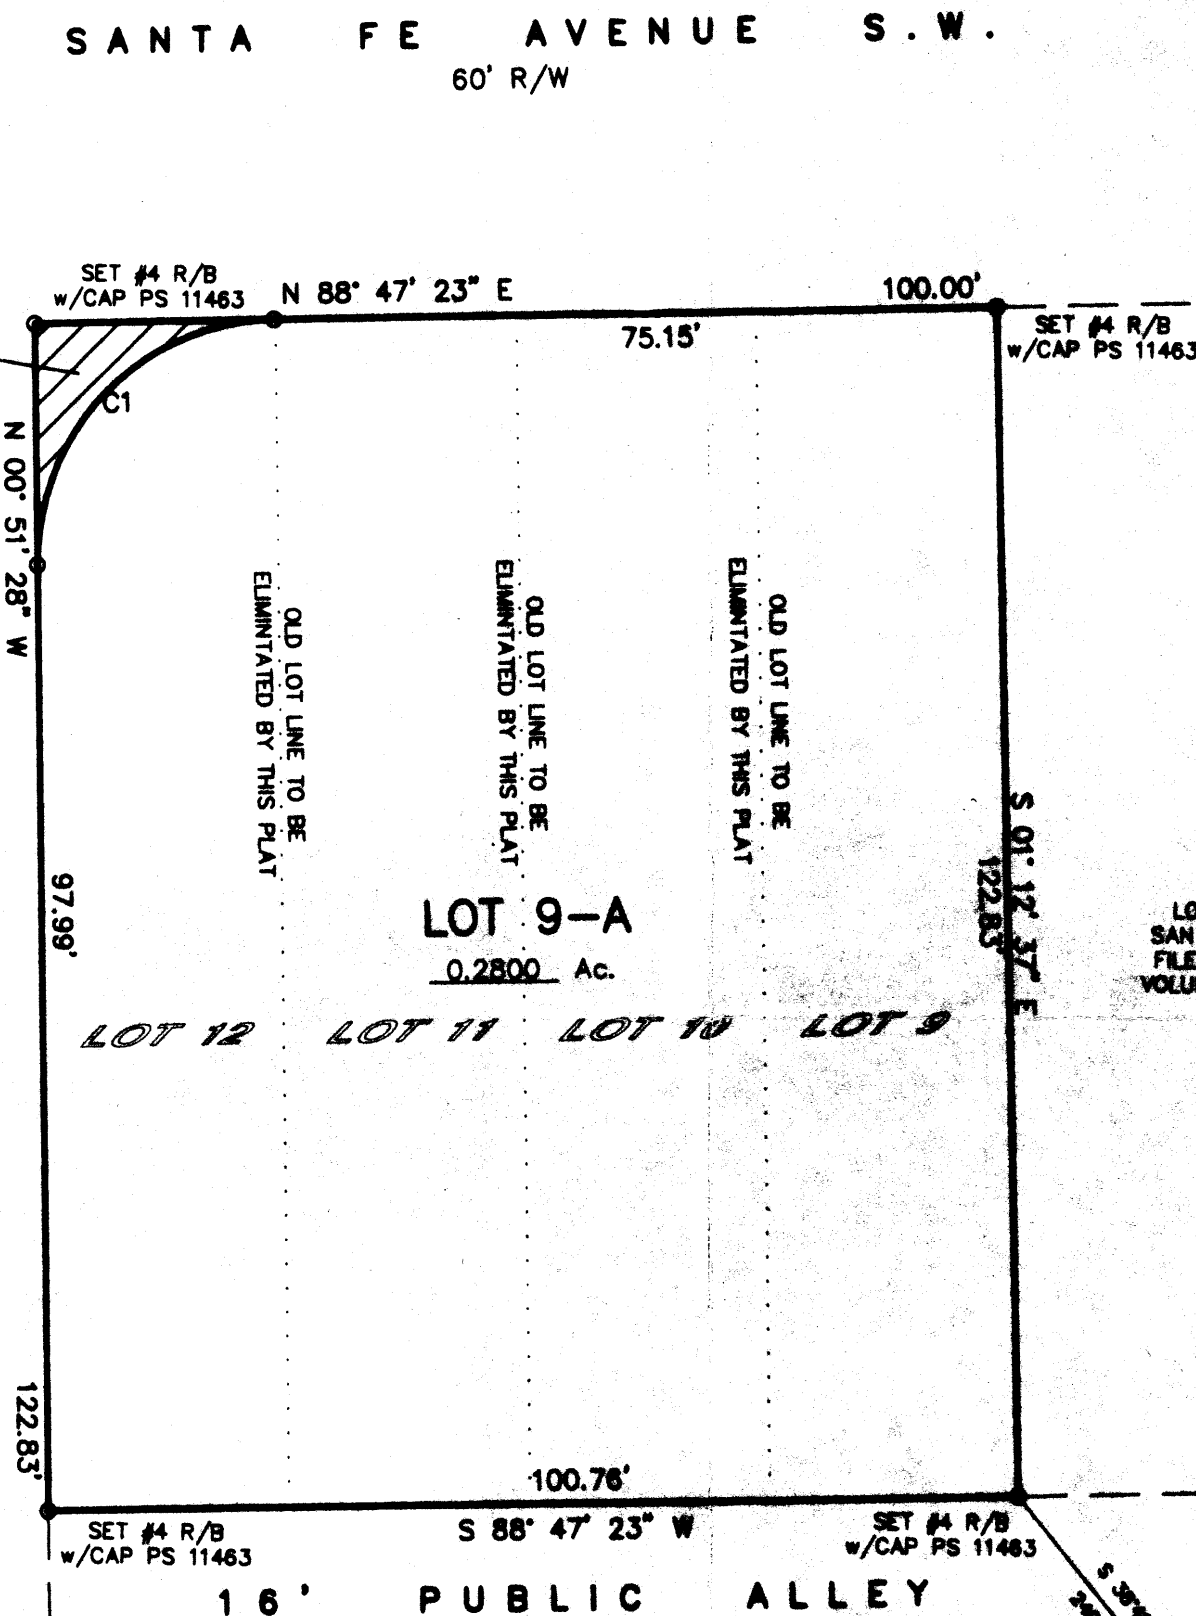 SANTA FE AVENUE S.W.
60' R/W
SET #4 R/B
w/CAP PS 11463
N 88° 47' 23" E
100.00'
75.15'
SET #4 R/B
w/CAP PS 11463
C1
N 00° 51' 28" W
OLD LOT LINE TO BE
ELIMINTATED BY THIS PLAT
OLD LOT LINE TO BE
ELIMINTATED BY THIS PLAT
OLD LOT LINE TO BE
ELIMINTATED BY THIS PLAT
S 01° 12' 37" E
122.83'
97.99'
LOT 9-A
0.2800 Ac.
SAN
FILE
LOT 12
LOT 11
LOT 10
LOT 9
122.83'
100.76'
S 88° 47' 23" W
SET #4 R/B
w/CAP PS 11463
SET #4 R/B
w/CAP PS 11463
16' PUBLIC ALLEY